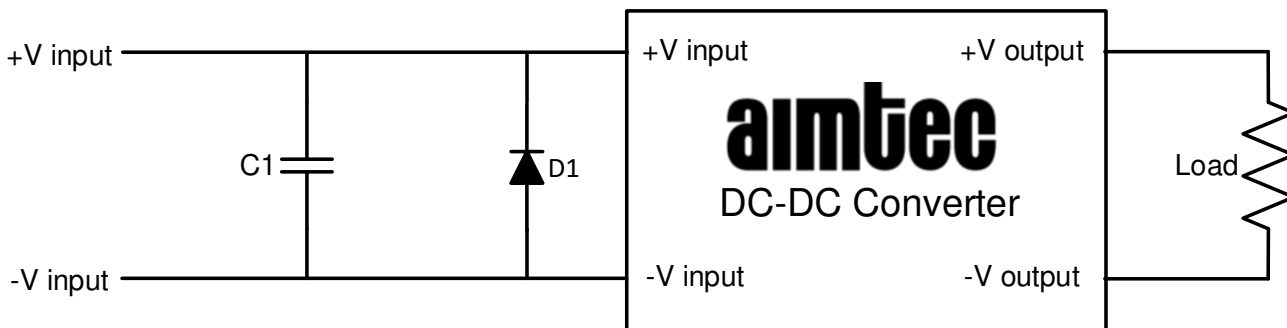 +V input
+V input
+V output
aimtec
C1
D1
Load
DC-DC Converter
-V input
-V input
-V output